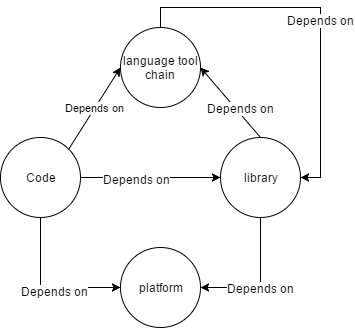 Depends on
language tool
chain
Depends on
Depends on
Code
Depends on
library
platform
Depends on
Depends on